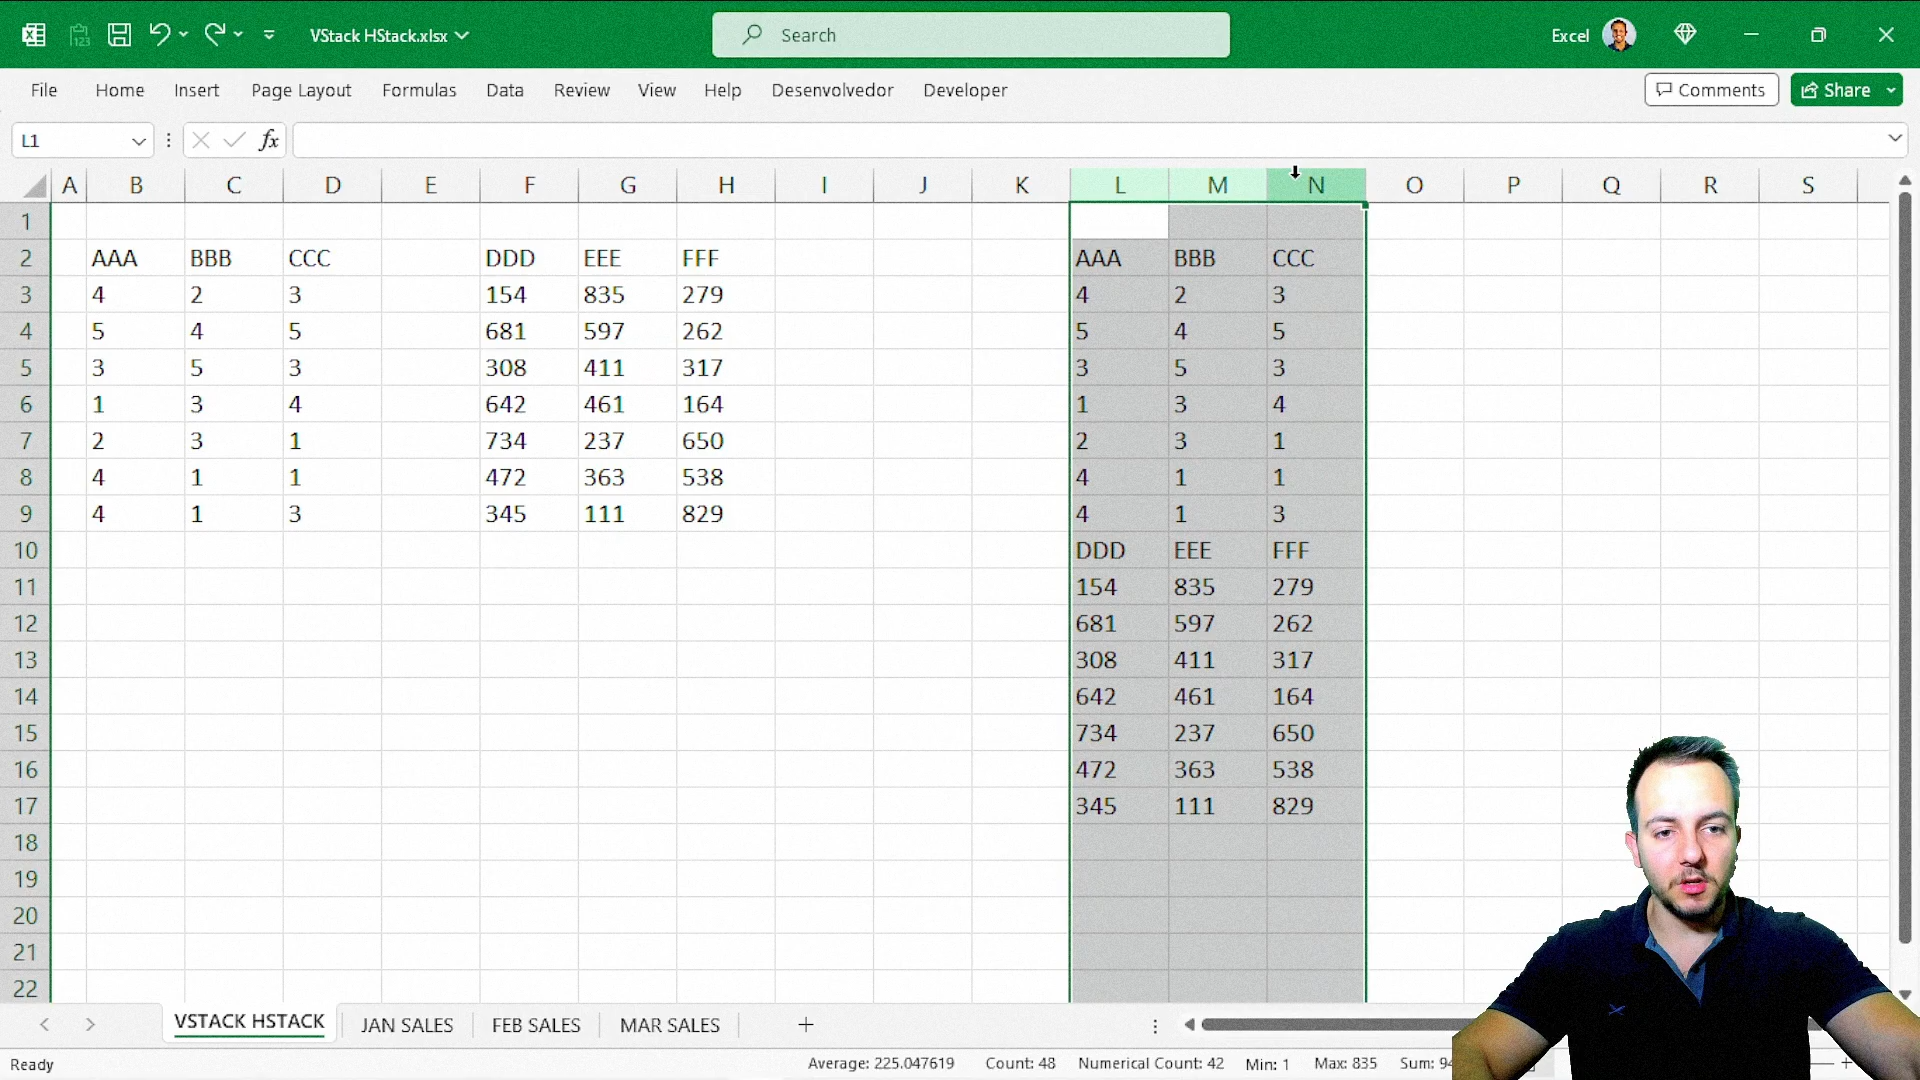 VStack HStack.xlsx
Search
Excel
File Home Insert Page Layout Formulas Data Review View Help Desenvolvedor Developer
Comments Share
L1 fx
A B C D E F G H I J K L M N O P Q R S
1
2 AAA BBB CCC DDD EEE FFF AAA BBB CCC
3 4 2 3 154 835 279 4 2 3
4 5 4 5 681 597 262 5 4 5
5 3 5 3 308 411 317 3 5 3
6 1 3 4 642 461 164 1 3 4
7 2 3 1 734 237 650 2 3 1
8 4 1 1 472 363 538 4 1 1
9 4 1 3 345 111 829 4 1 3
10 DDD EEE FFF
11 154 835 279
12 681 597 262
13 308 411 317
14 642 461 164
15 734 237 650
16 472 363 538
17 345 111 829
18
19
20
21
22
VSTACK HSTACK JAN SALES FEB SALES MAR SALES
Ready Average: 225.047619 Count: 48 Numerical Count: 42 Min: 1 Max: 835 Sum: